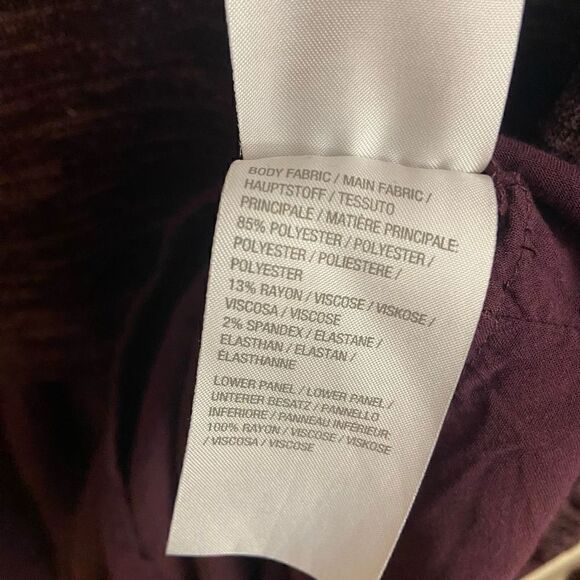 BODY FABRIC / MAIN FABRIC /
HAUPTSTOFF / TESSUTO
PRINCIPALE / MATIÈRE PRINCIPALE:
85% POLYESTER / POLYESTER /
POLYESTER / POLIESTERE /
POLYESTER
13% RAYON / VISCOSE / VISKOSE /
VISCOSA / VISCOSE
2% SPANDEX / ELASTANE /
ELASTHAN / ELASTAN /
ÉLASTHANNE
LOWER PANEL / LOWER PANEL /
UNTERER BESATZ / PANNELLO
INFERIORE / PANNEAU INFÉRIEUR:
100% RAYON / VISCOSE / VISKOSE
/ VISCOSA / VISCOSE